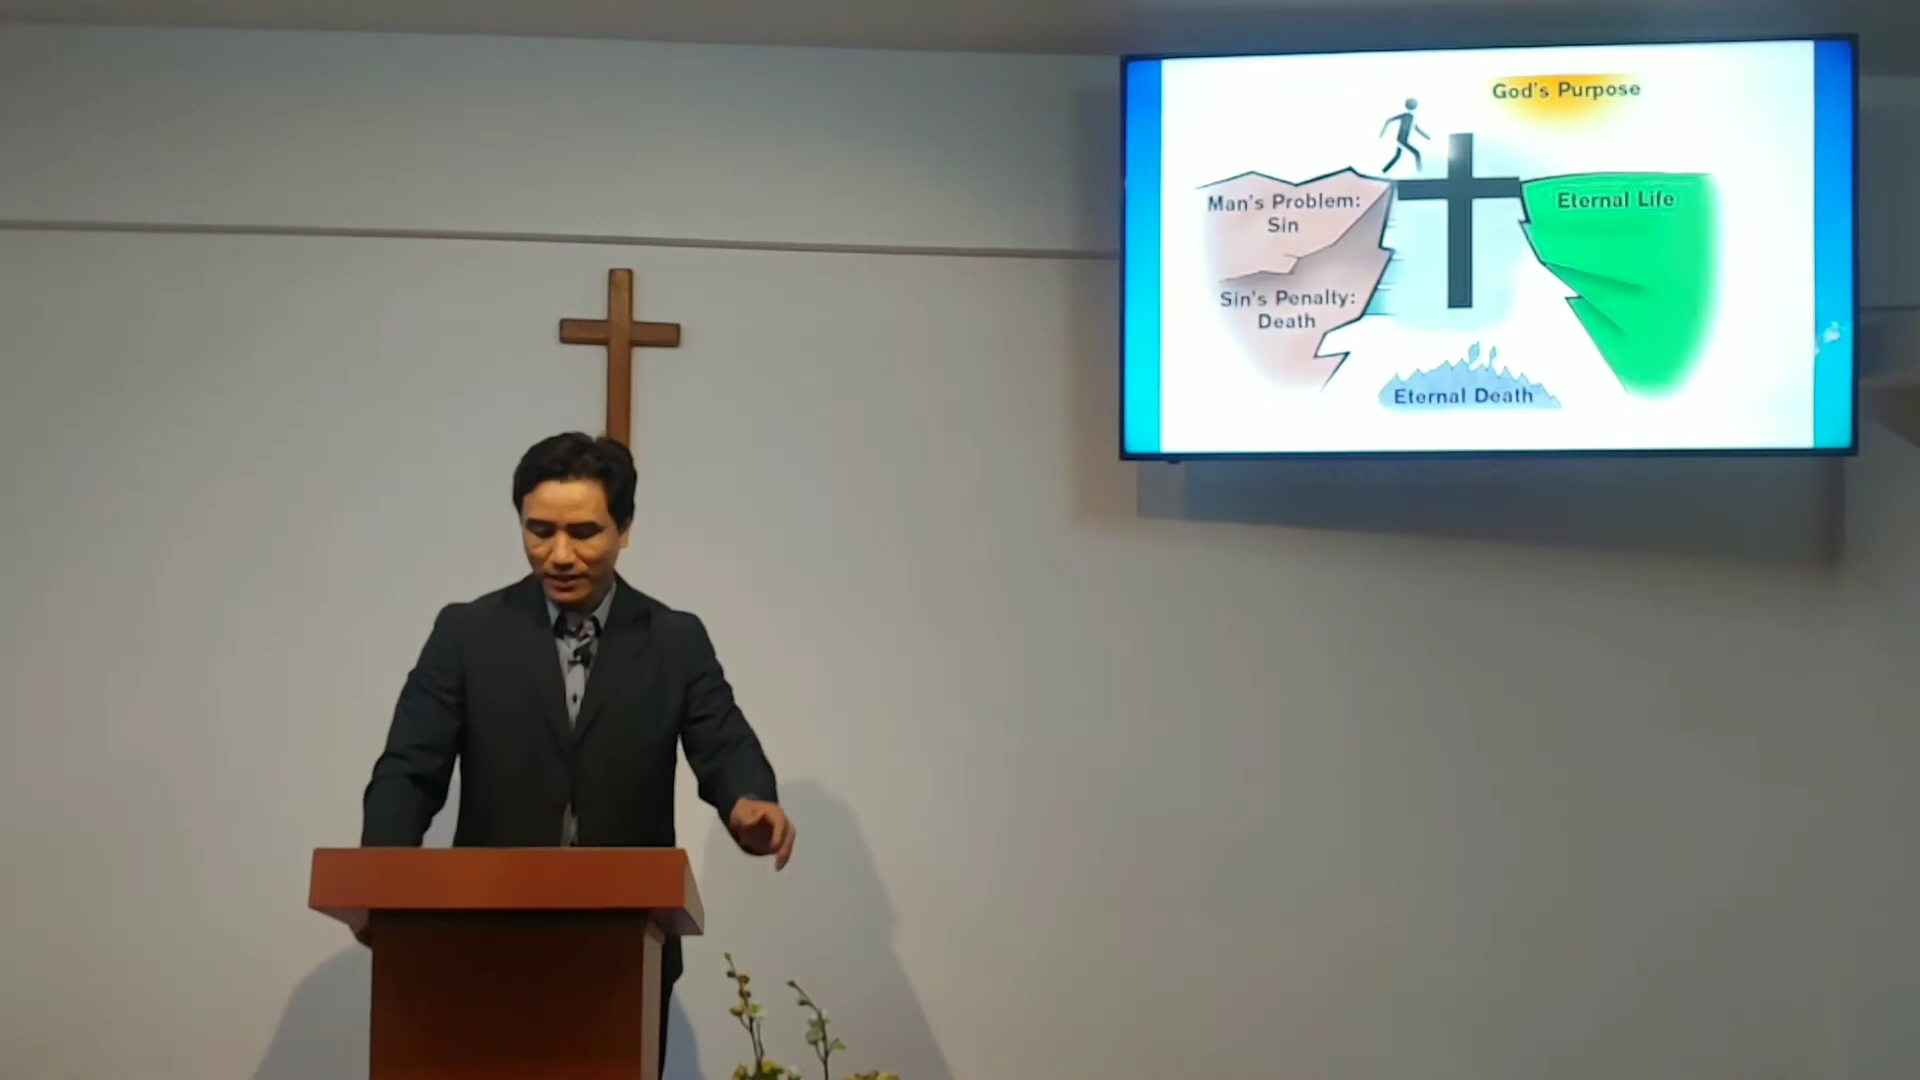 God's Purpose
Man's Problem:
Sin
Eternal Life
Sin's Penalty:
Death
Eternal Death